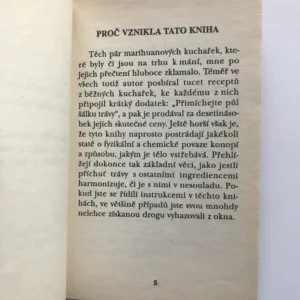 PROČ VZNIKLA TATO KNIHA
Těch pár marihuanových kuchařek, kte-
ré byly či jsou na trhu k mání, mne po
jejich přečtení hluboce zklamalo. Téměř ve
všech totiž autor posbíral tucet receptů
z běžných kuchařek, ke každému z nich
připojil krátký dodatek: „Přimíchejte půl
šálku trávy“, a pak je prodával za desetináso-
bek jejich skutečné ceny. Ještě horší však je,
že tyto knihy naprosto postrádají jakékoli
statě o fyzikální a chemické povaze konopí
a způsobu, jakým je tělo vstřebává. Přehlí-
žejí dokonce tak základní věci, jako jestli
příchuť trávy s ostatními ingrediencemi
harmonizuje, či je s nimi v nesouladu. Po-
kud jste se řídili instrukcemi v těchto kni-
hách, ve většině případů jste svou mnohdy
nelehce získanou drogu vyhazovali z okna.
5